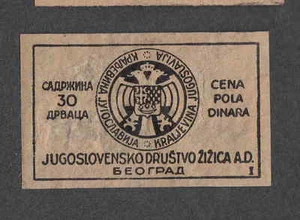 КРАЉЕВИНА ЈУГОСЛАВИЈА
KRALJEVINA JUGOSLAVIJA
САДРЖИНА
30
ДРВАЦА
CENA
POLA
DINARA
JUGOSLOVENSKO DRUŠTVO ŽIŽICA A.D.
БЕОГРАД
I